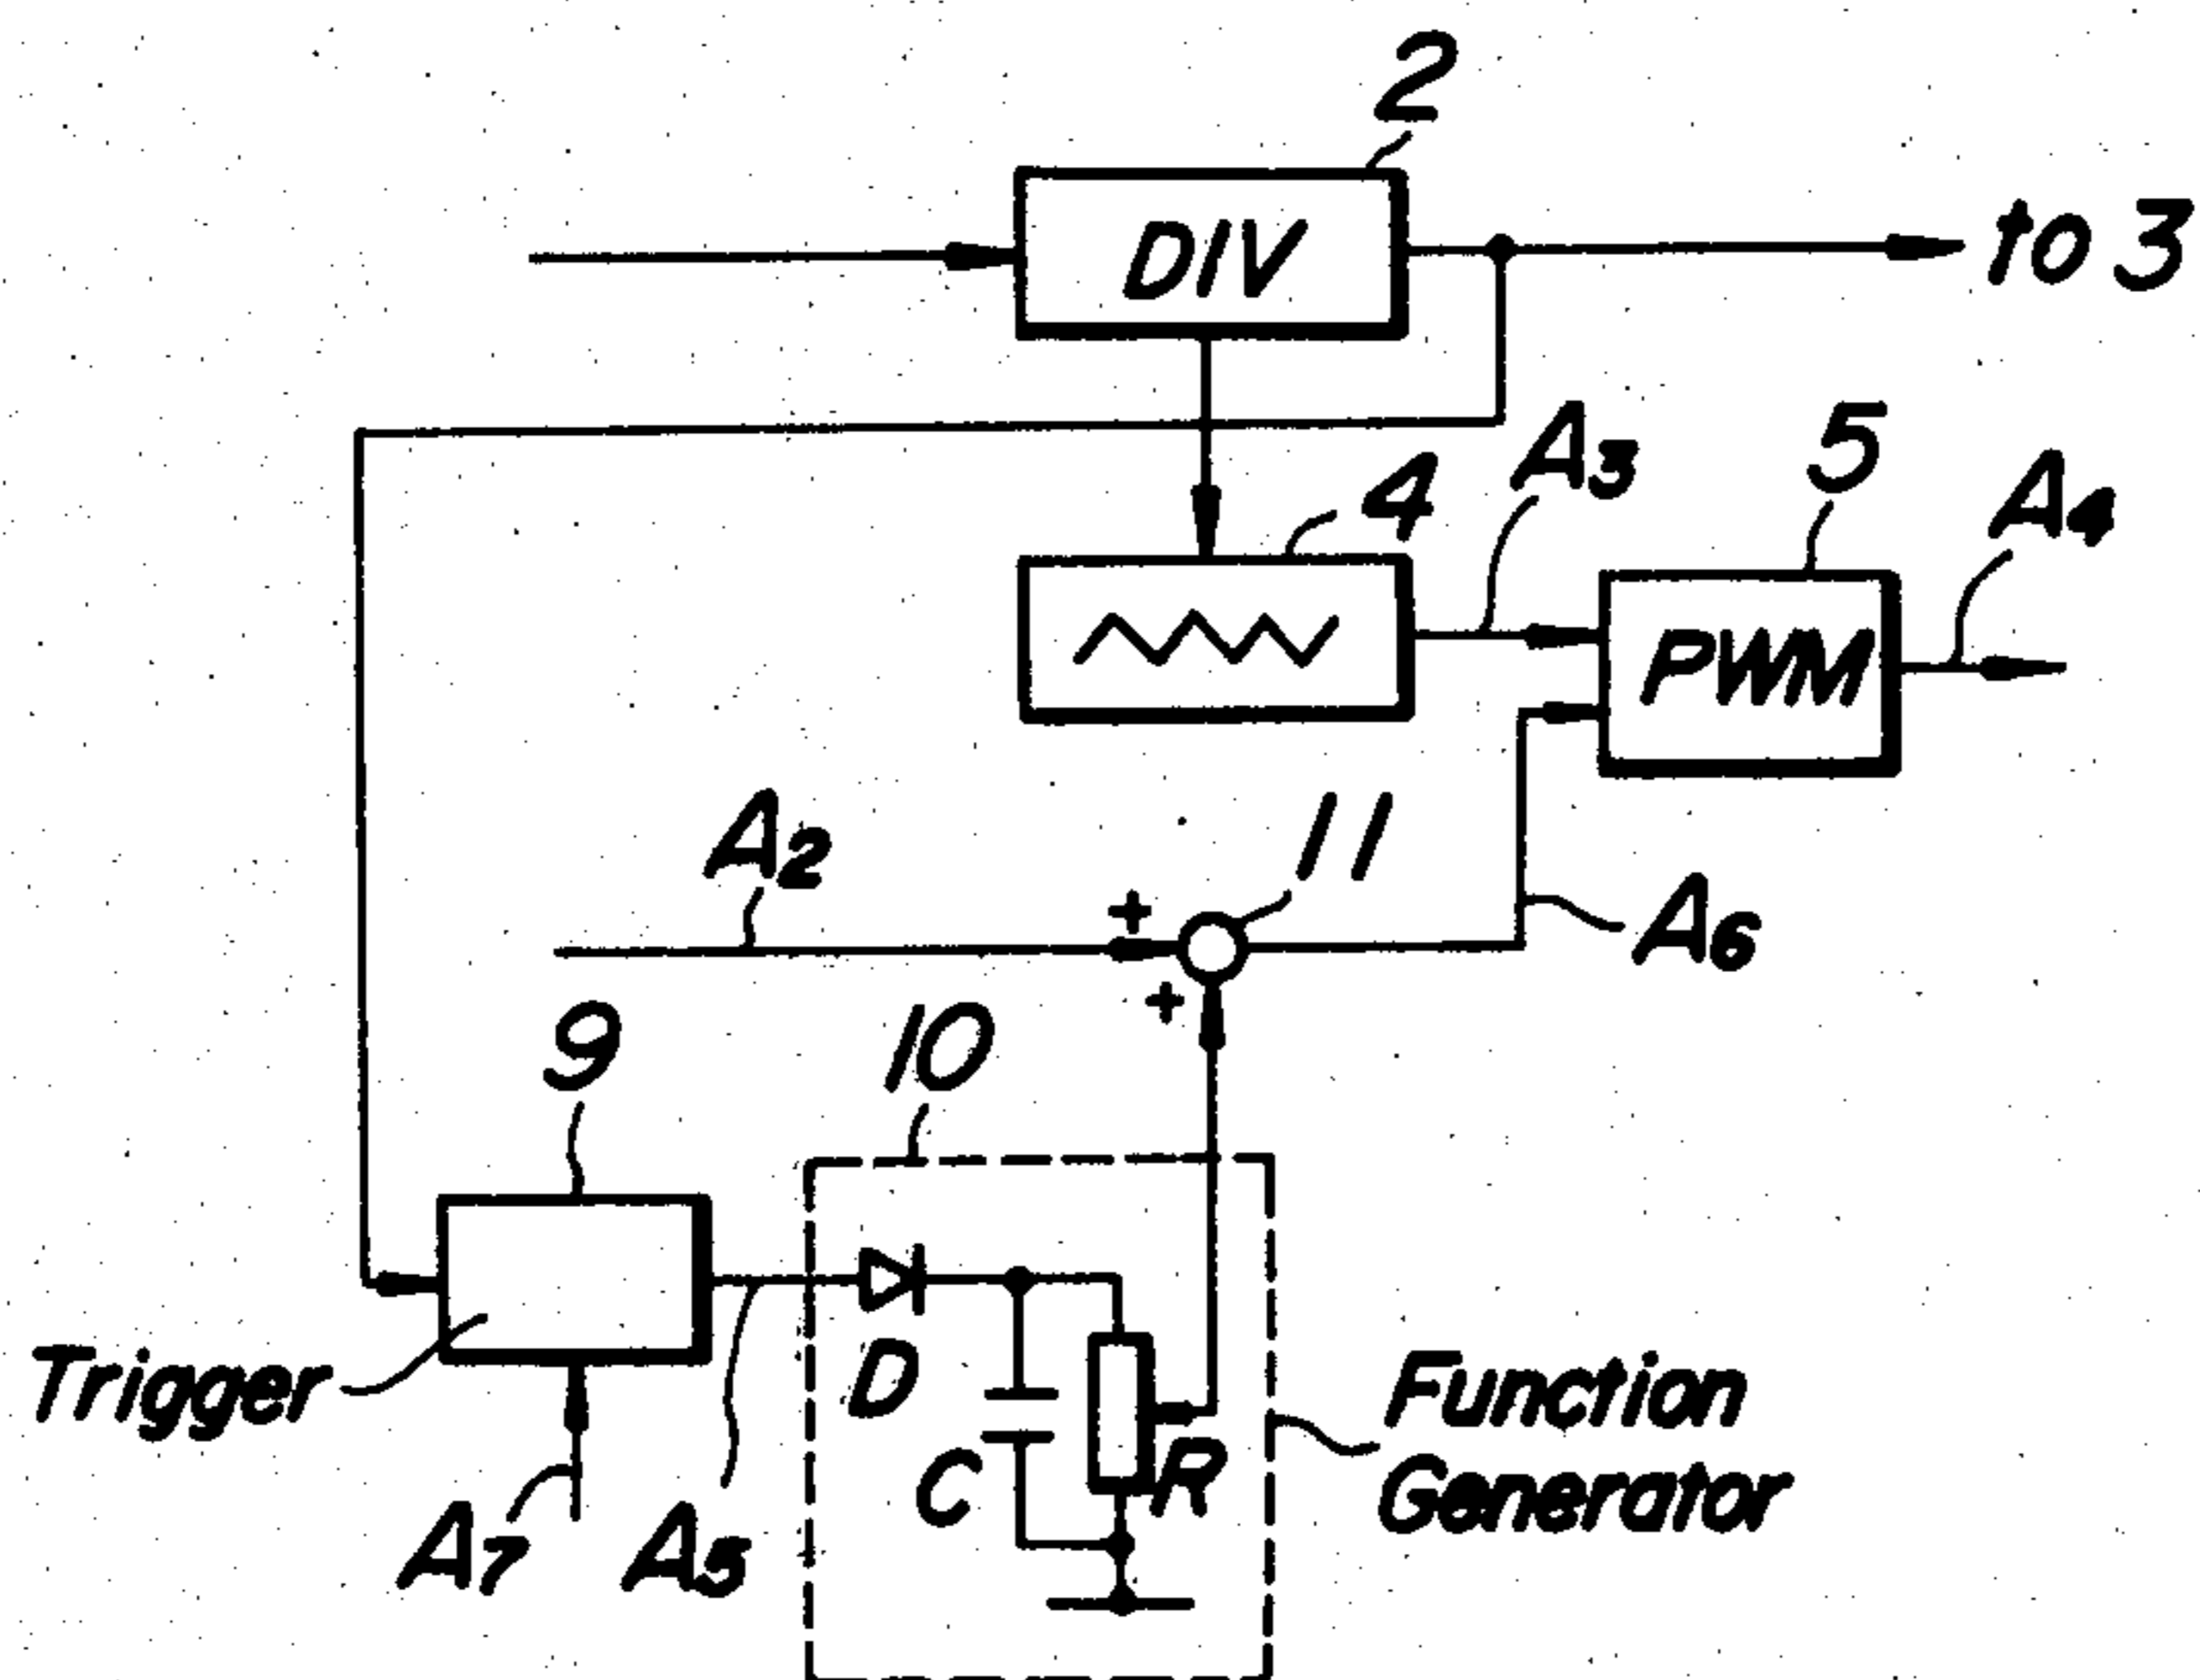 2
DIV
to 3
4
A3
5
A4
PWM
A2
11
A6
9
10
+
+
Trigger
D
C
R
Function
Generator
A7
A5